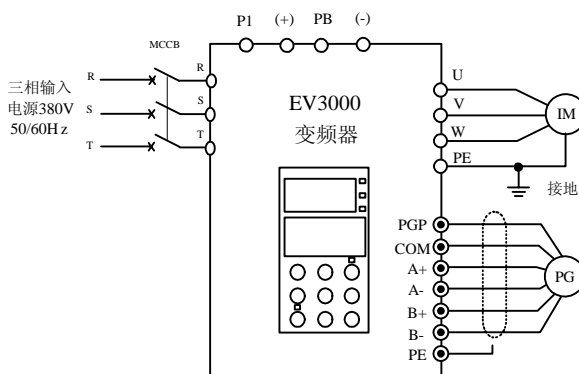 P1 (+) PB (-)
MCCB
R R
三相输入
电源380V
50/60Hz
S S
T T
EV3000
变频器
U
V
W
PE
IM
接地
PGP
COM
A+
A-
B+
B-
PE
PG